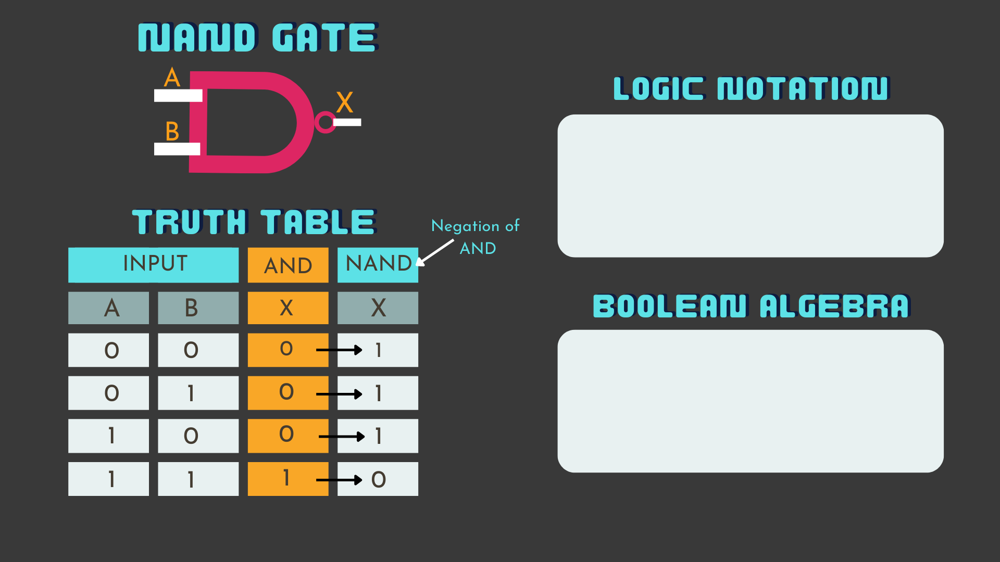 NAND GATE
A
X
B
TRUTH TABLE
Negation of
AND
INPUT AND NAND
A B X X
0 0 0 1
0 1 0 1
1 0 0 1
1 1 1 0
LOGIC NOTATION
BOOLEAN ALGEBRA